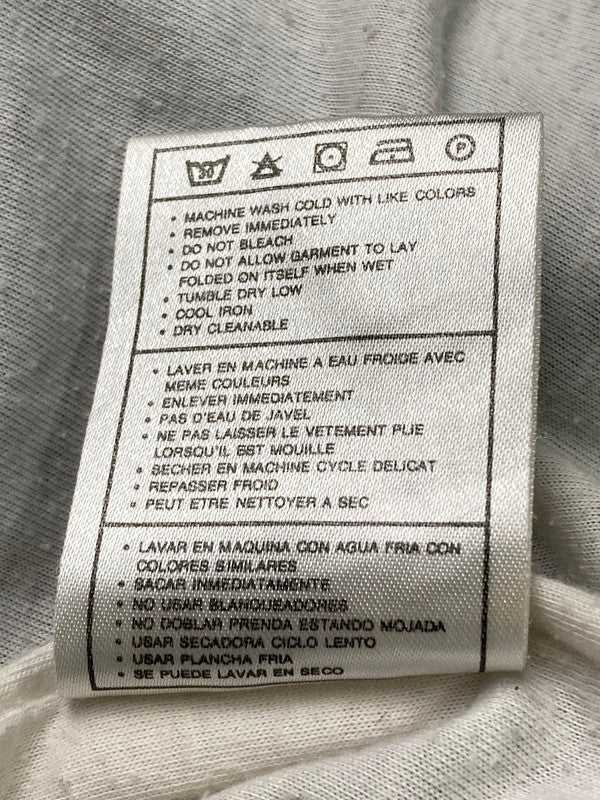 30 P
• MACHINE WASH COLD WITH LIKE COLORS
• REMOVE IMMEDIATELY
• DO NOT BLEACH
• DO NOT ALLOW GARMENT TO LAY
FOLDED ON ITSELF WHEN WET
• TUMBLE DRY LOW
• COOL IRON
• DRY CLEANABLE
• LAVER EN MACHINE A EAU FROIDE AVEC
MEME COULEURS
• ENLEVER IMMEDIATEMENT
• PAS D'EAU DE JAVEL
• NE PAS LAISSER LE VETEMENT PLIE
LORSQU'IL EST MOUILLE
• SECHER EN MACHINE CYCLE DELICAT
• REPASSER FROID
• PEUT ETRE NETTOYER A SEC
• LAVAR EN MAQUINA CON AGUA FRIA CON
COLORES SIMILARES
• SACAR INMEDIATAMENTE
• NO USAR BLANQUEADORES
• NO DOBLAR PRENDA ESTANDO MOJADA
• USAR SECADORA CICLO LENTO
• USAR PLANCHA FRIA
• SE PUEDE LAVAR EN SECO